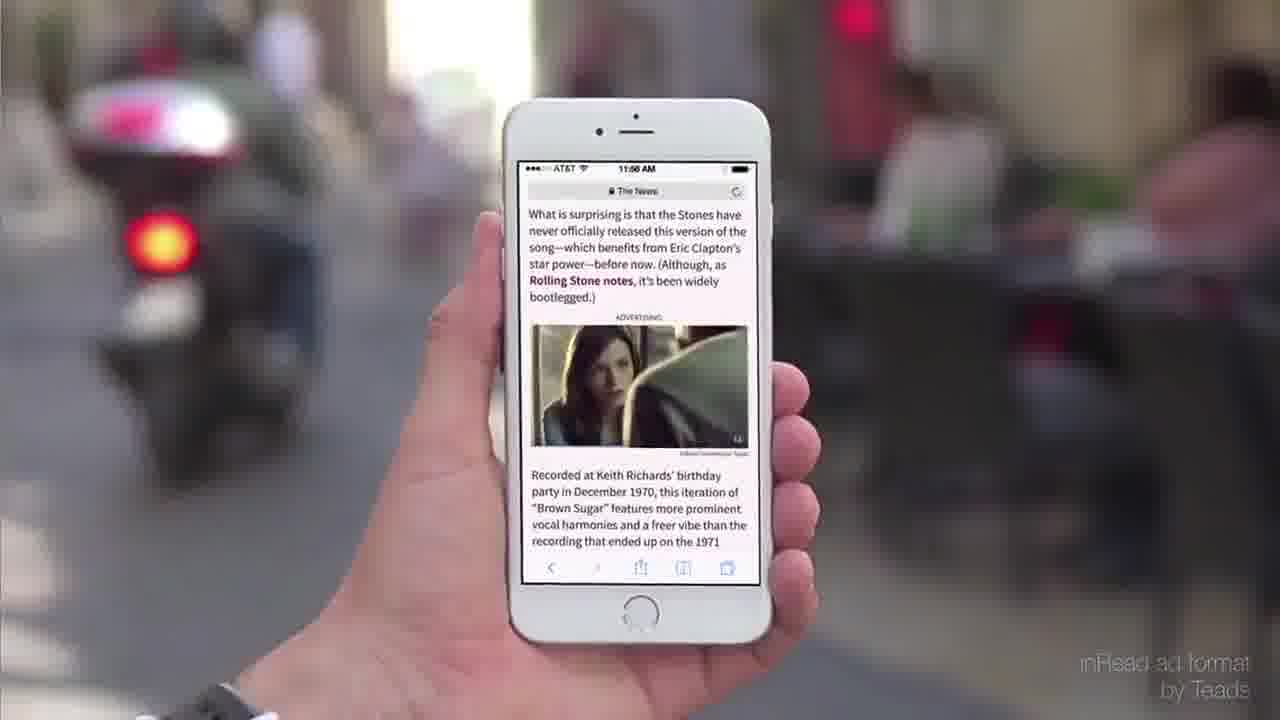 AT&T 11:56 AM
The News
What is surprising is that the Stones have
never officially released this version of the
song—which benefits from Eric Clapton's
star power—before now. (Although, as
Rolling Stone notes, it's been widely
bootlegged.)
ADVERTISING
Recorded at Keith Richards' birthday
party in December 1970, this iteration of
"Brown Sugar" features more prominent
vocal harmonies and a freer vibe than the
recording that ended up on the 1971
inRead ad format
by Teads